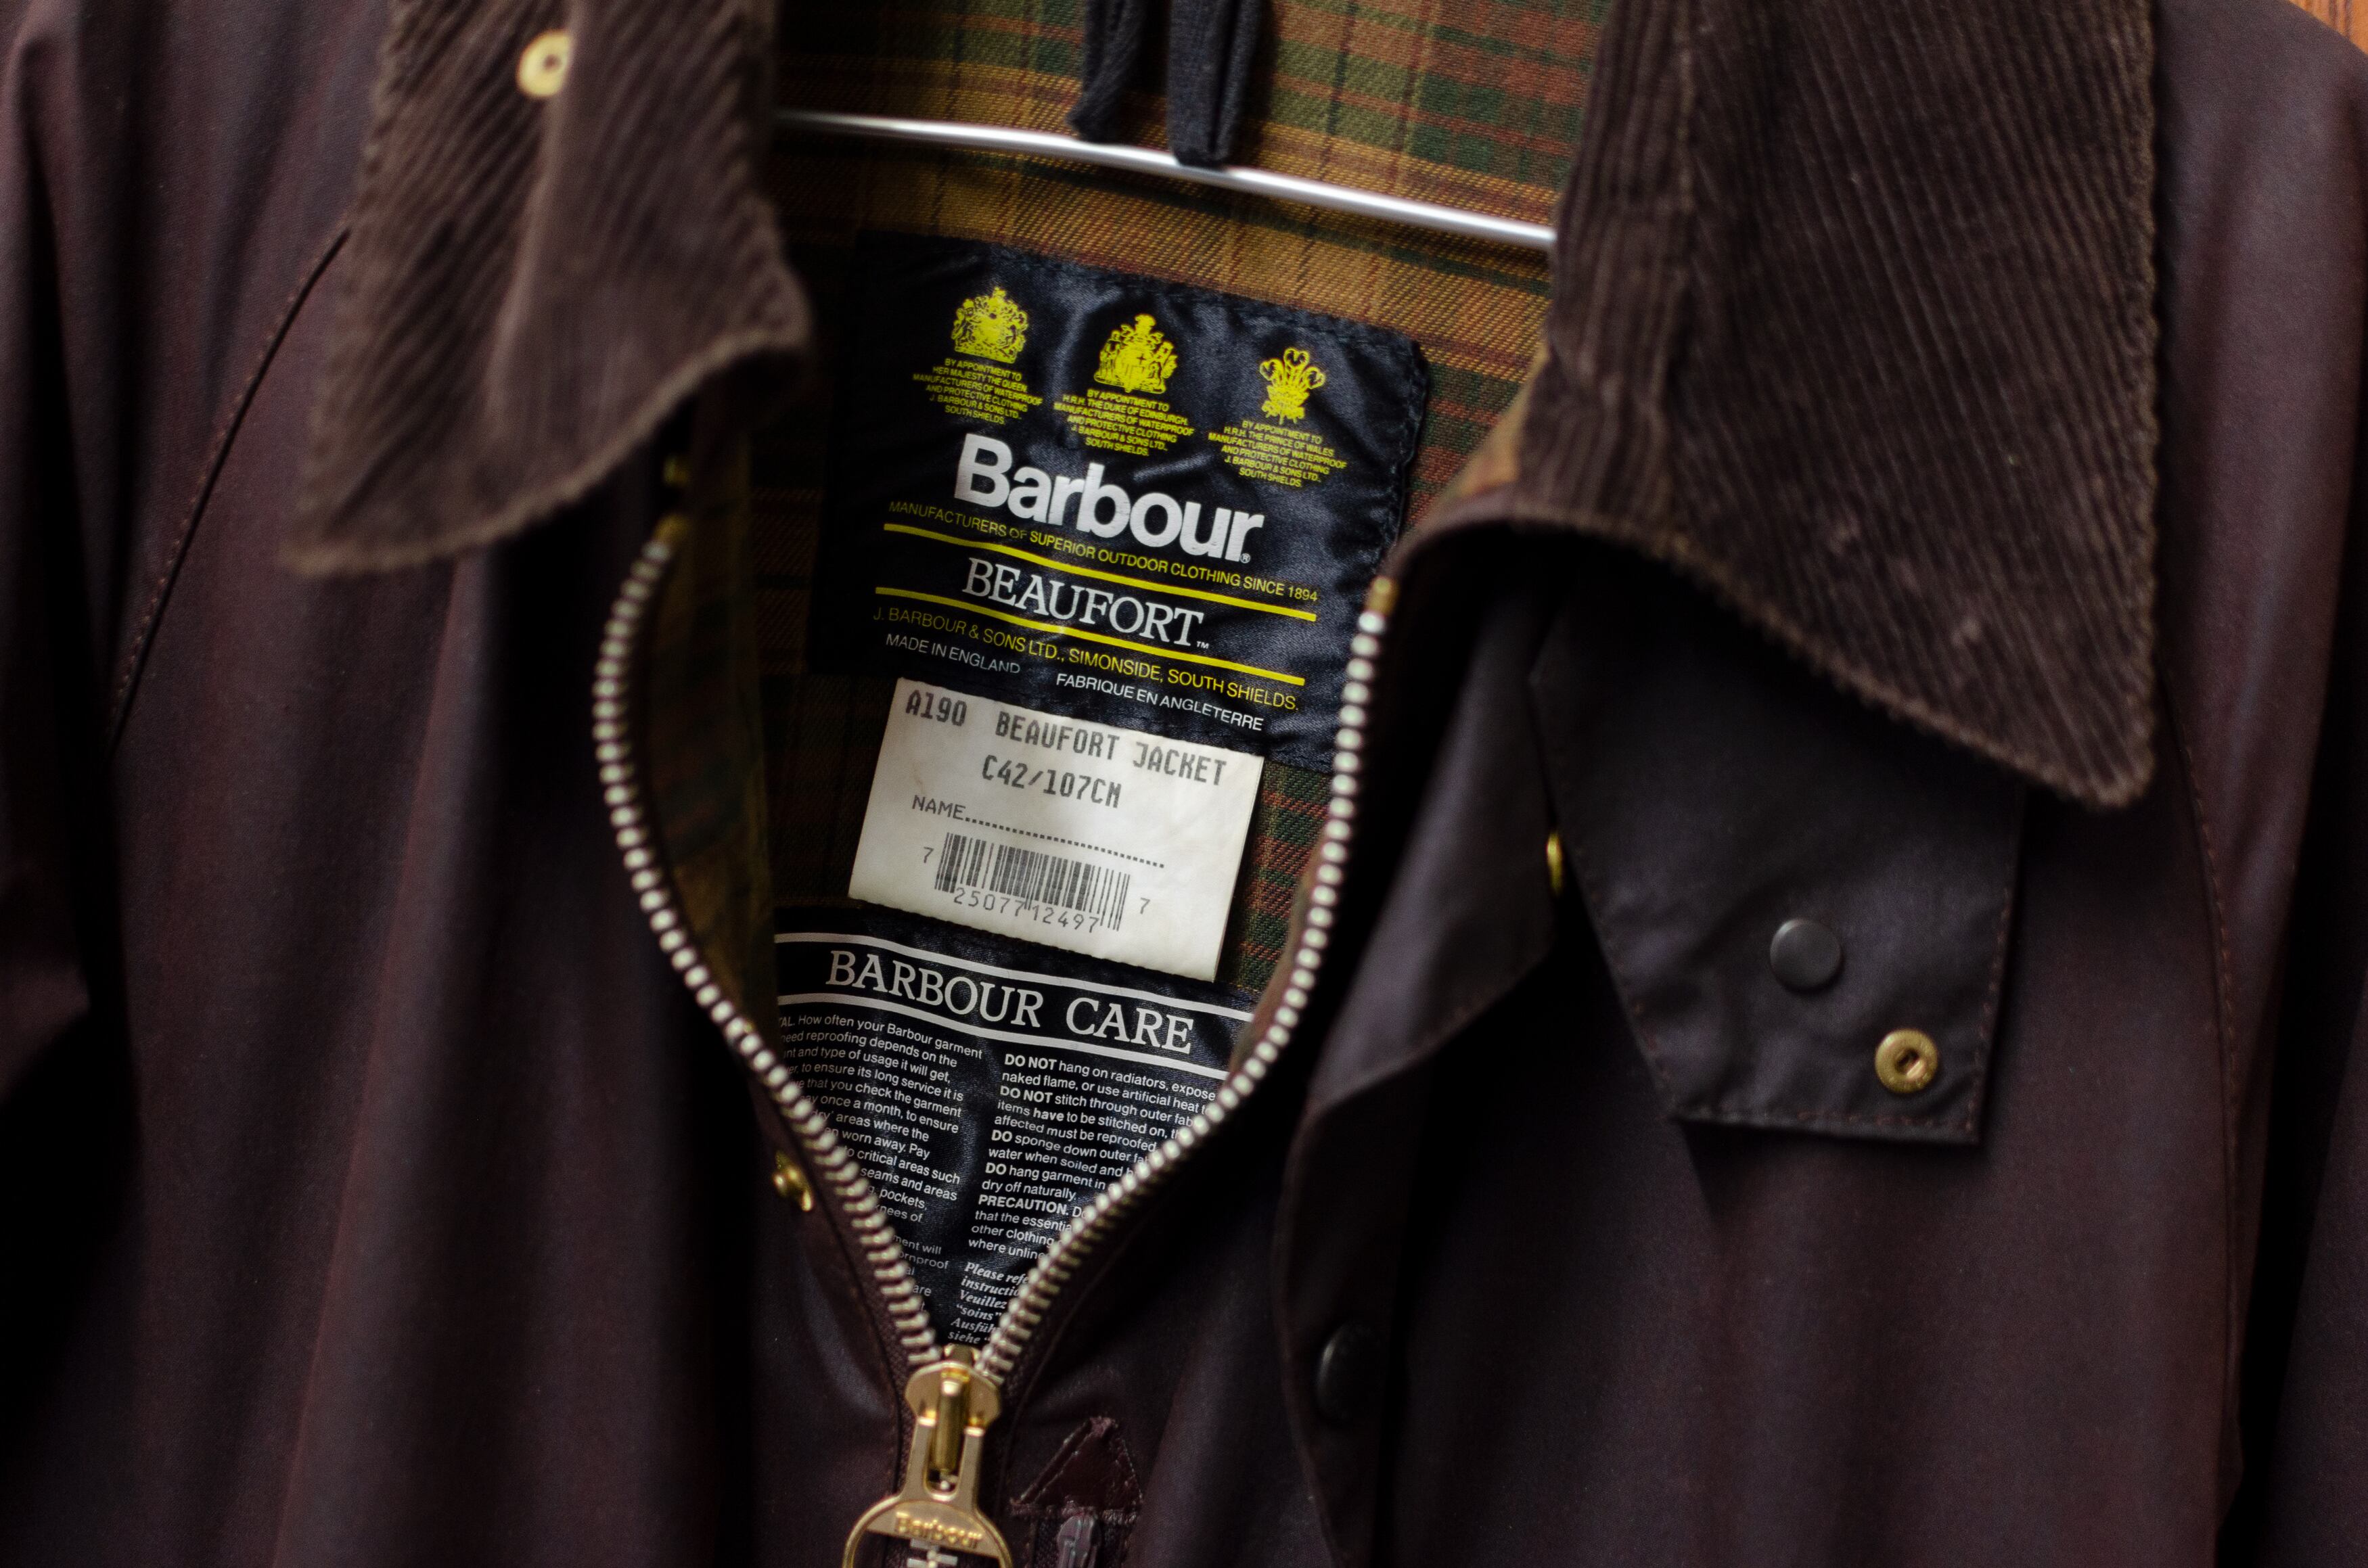 BY APPOINTMENT TO
HER MAJESTY THE QUEEN
MANUFACTURERS OF WATERPROOF
AND PROTECTIVE CLOTHING
J. BARBOUR & SONS LTD.,
SOUTH SHIELDS.
BY APPOINTMENT TO
H.R.H. THE DUKE OF EDINBURGH
MANUFACTURERS OF WATERPROOF
AND PROTECTIVE CLOTHING
J. BARBOUR & SONS LTD.,
SOUTH SHIELDS.
BY APPOINTMENT TO
H.R.H. THE PRINCE OF WALES
MANUFACTURERS OF WATERPROOF
AND PROTECTIVE CLOTHING
J. BARBOUR & SONS LTD.,
SOUTH SHIELDS.
Barbour®
MANUFACTURERS OF SUPERIOR OUTDOOR CLOTHING SINCE 1894
BEAUFORT™
J. BARBOUR & SONS LTD., SIMONSIDE, SOUTH SHIELDS.
MADE IN ENGLAND FABRIQUE EN ANGLETERRE
A190 BEAUFORT JACKET
C42/107CM
NAME..............................
7 25077 12497 7
BARBOUR CARE
How often your Barbour garment
reproofing depends on the
and type of usage it will get,
to ensure its long service it is
that you check the garment
once a month, to ensure
dry' areas where the
worn away. Pay
to critical areas such
seams and areas
pockets,
knees of
will
DO NOT hang on radiators, expose
naked flame, or use artificial heat
DO NOT stitch through outer
items have to be stitched on,
affected must be reproofed
DO sponge down outer
water when soiled and
DO hang garment in
dry off naturally.
PRECAUTION.
that the
other clothing
where
Please
Veuillez
"soins"
siehe
Barbour